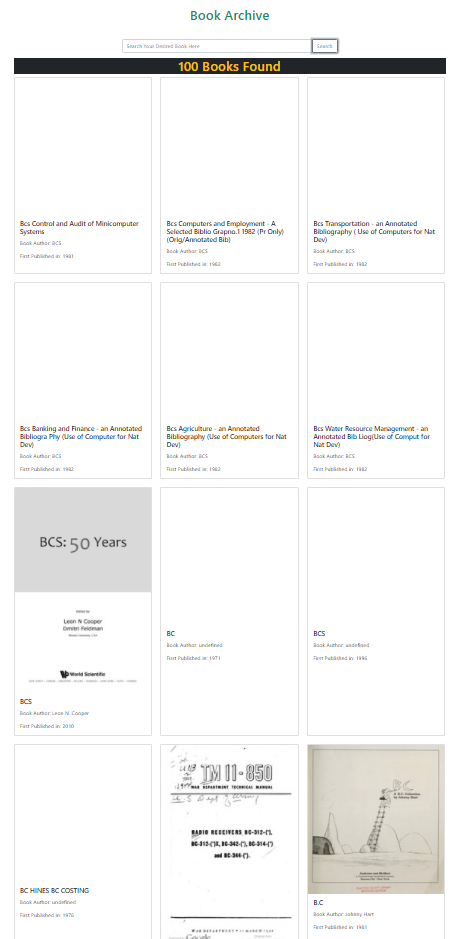 Book Archive
Search Your Desired Book Here
Search
100 Books Found
Bcs Control and Audit of Minicomputer
Systems
Book Author: BCS
First Published in: 1981
Bcs Computers and Employment - A
Selected Biblio Grapno.1 1982 (Pr Only)
(Orig/Annotated Bib)
Book Author: BCS
First Published in: 1982
Bcs Transportation - an Annotated
Bibliography ( Use of Computers for Nat
Dev)
Book Author: BCS
First Published in: 1982
Bcs Banking and Finance - an Annotated
Bibliogra Phy (Use of Computer for Nat
Dev)
Book Author: BCS
First Published in: 1982
Bcs Agriculture - an Annotated
Bibliography (Use of Computers for Nat
Dev)
Book Author: BCS
First Published in: 1982
Bcs Water Resource Management - an
Annotated Bib Liog(Use of Comput for
Nat Dev)
Book Author: BCS
First Published in: 1982
BCS: 50 Years
Edited by
Leon N Cooper
Dmitri Feldman
World Scientific
BCS
Book Author: Leon N. Cooper
First Published in: 2010
BC
Book Author: undefined
First Published in: 1971
BCS
Book Author: undefined
First Published in: 1996
BC HINES BC COSTING
Book Author: undefined
First Published in: 1976
TM 11-850
WAR DEPARTMENT TECHNICAL MANUAL
RADIO RECEIVERS BC-312-(*),
BC-312-(*)X, BC-342-(*), BC-314-(*)
and BC-344-(*).
WAR DEPARTMENT
Google
B.C
Book Author: Johnny Hart
First Published in: 1981